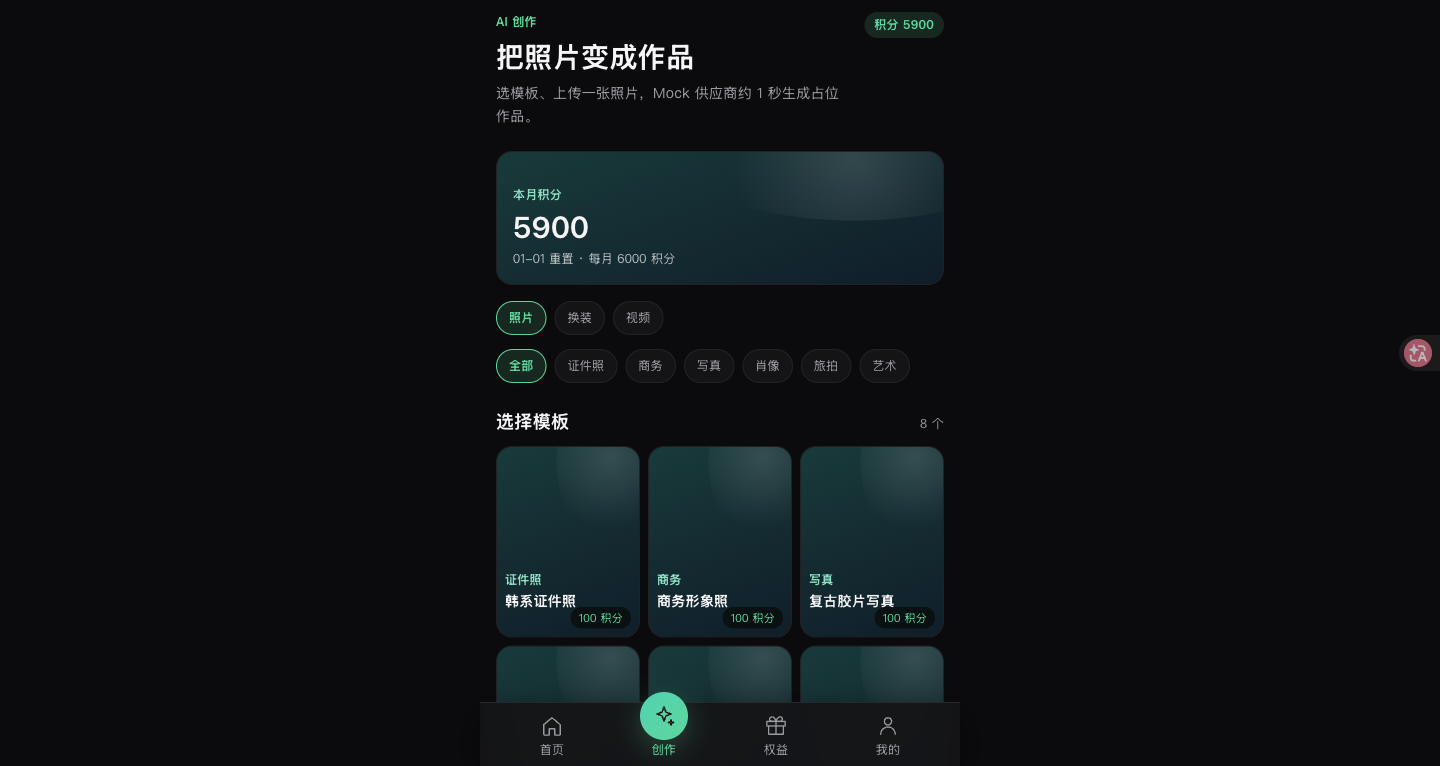 AI 创作
积分 5900
把照片变成作品
选模板、上传一张照片，Mock 供应商约 1 秒生成占位
作品。
本月积分
5900
01-01 重置 · 每月 6000 积分
照片 换装 视频
全部 证件照 商务 写真 肖像 旅拍 艺术
选择模板
8 个
证件照
韩系证件照
100 积分
商务
商务形象照
100 积分
写真
复古胶片写真
100 积分
首页 创作 权益 我的